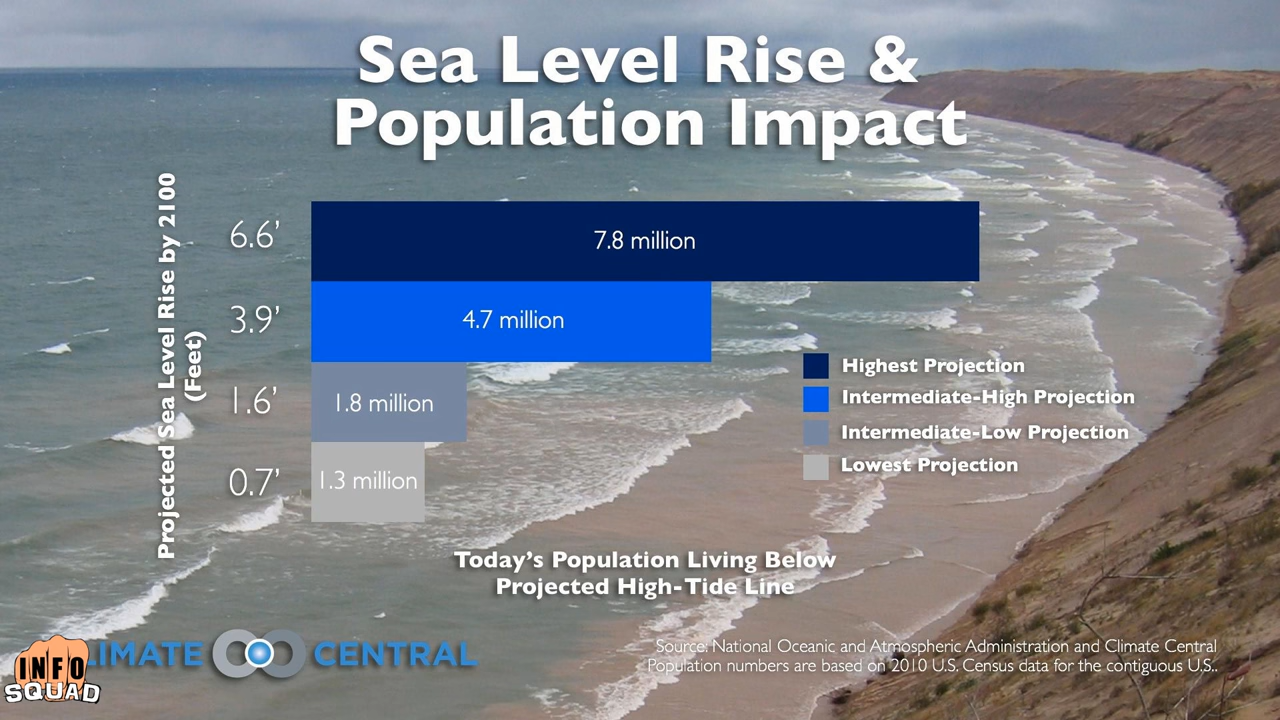 Sea Level Rise &
Population Impact
Projected Sea Level Rise by 2100
(Feet)
6.6’
7.8 million
3.9’
4.7 million
1.6’
1.8 million
0.7’
1.3 million
Highest Projection
Intermediate-High Projection
Intermediate-Low Projection
Lowest Projection
Today’s Population Living Below
Projected High-Tide Line
LIMATE CENTRAL
INFO
SQUAD
Source: National Oceanic and Atmospheric Administration and Climate Central
Population numbers are based on 2010 U.S. Census data for the contiguous U.S..